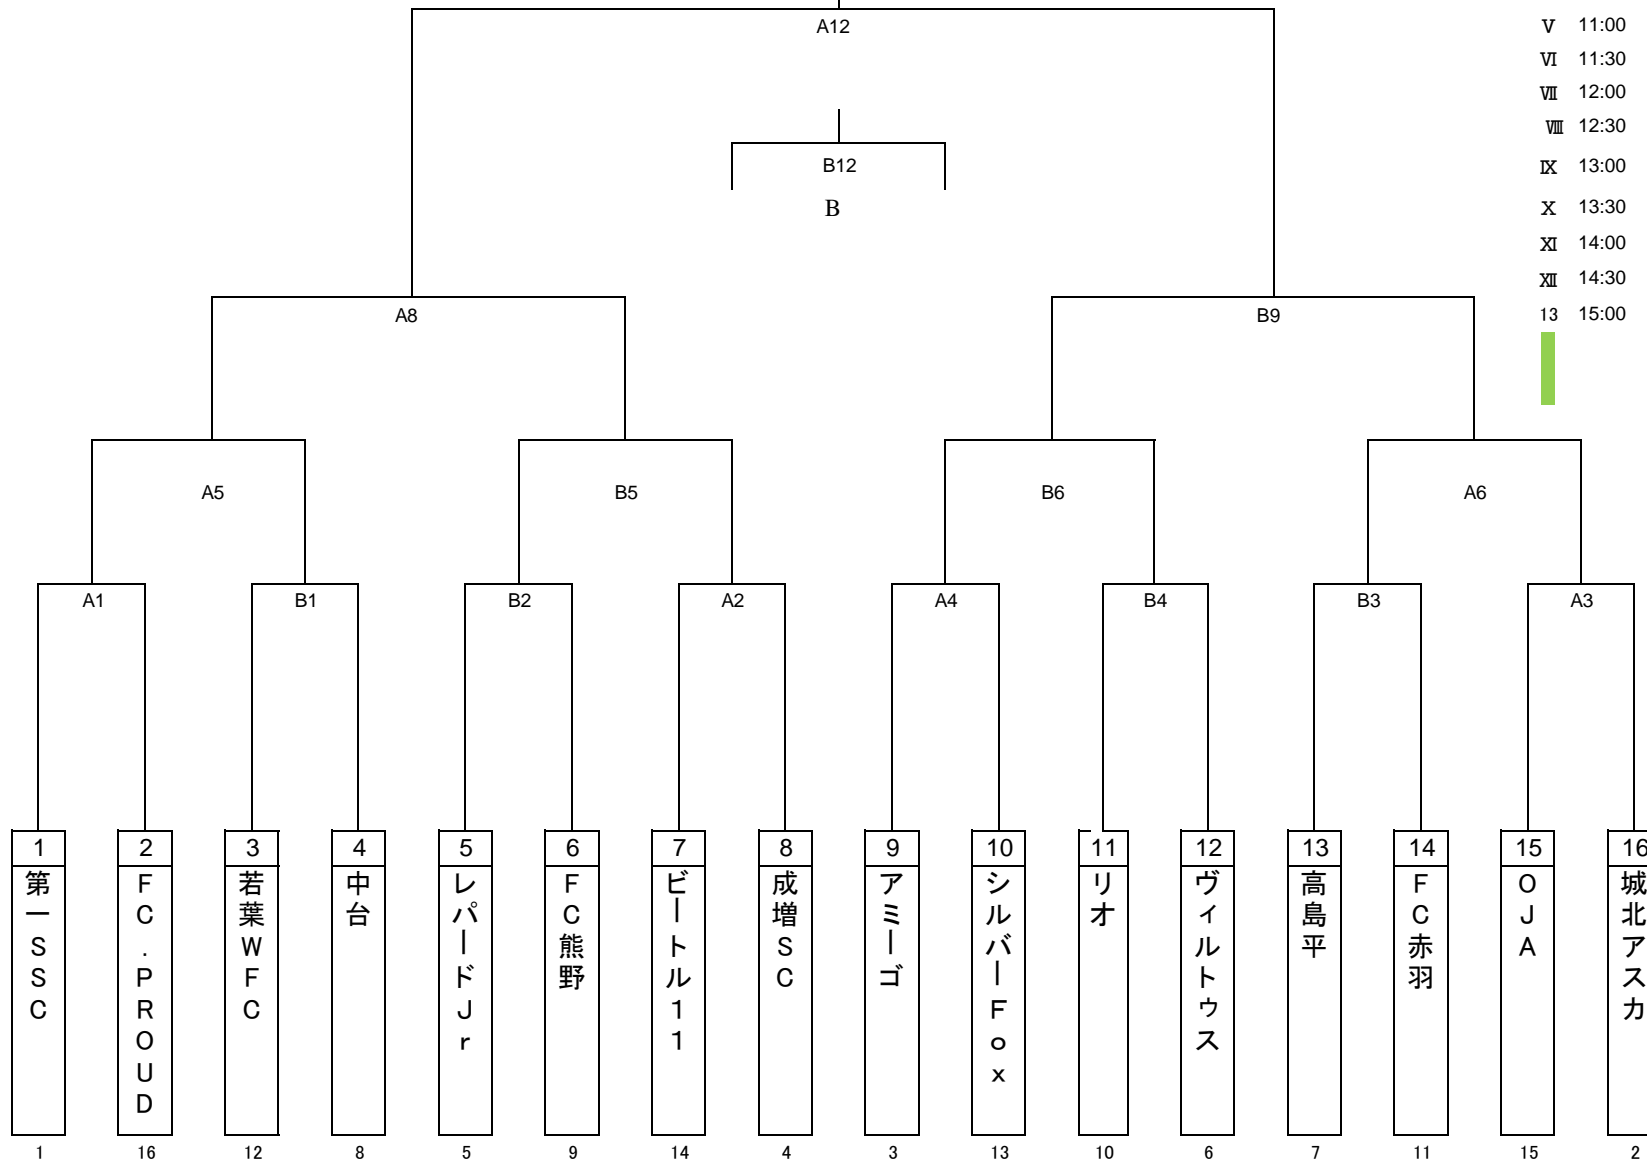 A12
Ⅴ 11:00
Ⅵ 11:30
Ⅶ 12:00
Ⅷ 12:30
B12
Ⅸ 13:00
B
Ⅹ 13:30
Ⅺ 14:00
Ⅻ 14:30
A8
B9
13 15:00
A5
B5
B6
A6
A1
B1
B2
A2
A4
B4
B3
A3
1
2
3
4
5
6
7
8
9
10
11
12
13
14
15
16
第一SSC
FC.PROUD
若葉WFC
中台
レパードJr
FC熊野
ビートル11
成増SC
アミーゴ
シルバーFox
リオ
ヴィルトゥス
高島平
FC赤羽
OJA
城北アスカ
1
16
12
8
5
9
14
4
3
13
10
6
7
11
15
2